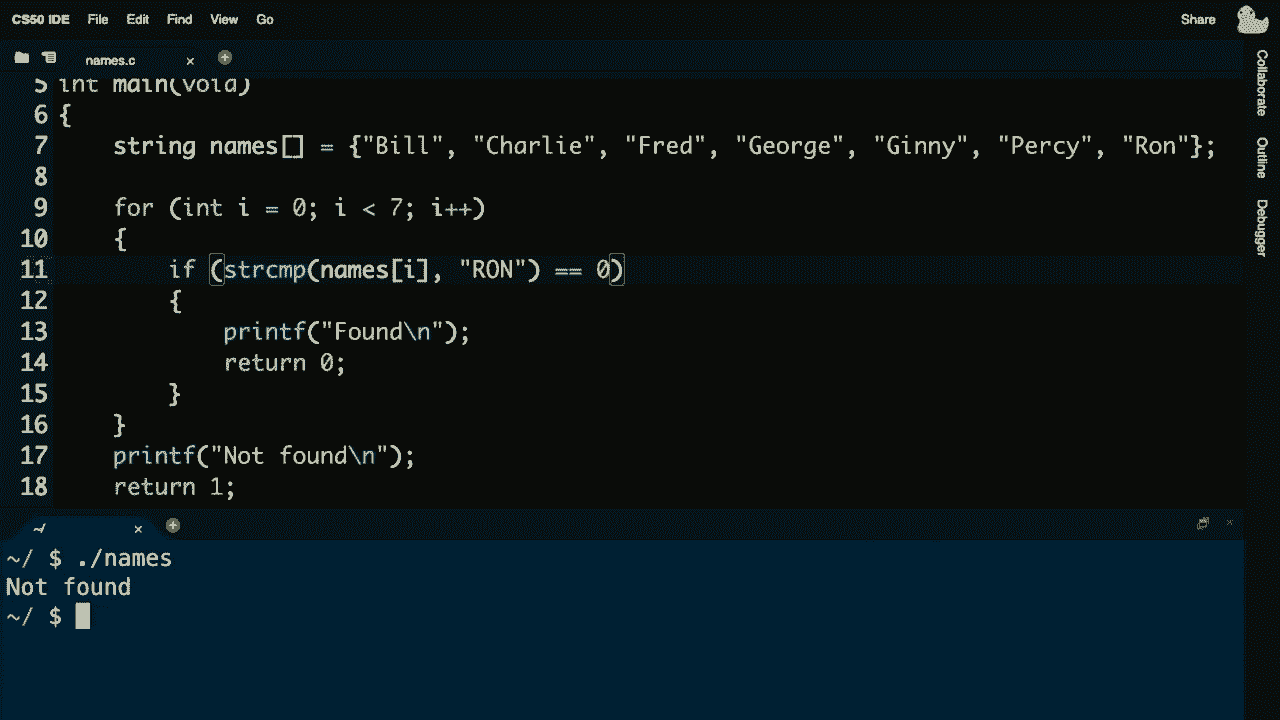 CS50 IDE File Edit Find View Go Share
names.c x
5 int main(void)
6 {
7 string names[] = {"Bill", "Charlie", "Fred", "George", "Ginny", "Percy", "Ron"};
8
9 for (int i = 0; i < 7; i++)
10 {
11 if (strcmp(names[i], "RON") == 0)
12 {
13 printf("Found\n");
14 return 0;
15 }
16 }
17 printf("Not found\n");
18 return 1;
Collaborate
Outline
Debugger
~/ x
~/ $ ./names
Not found
~/ $